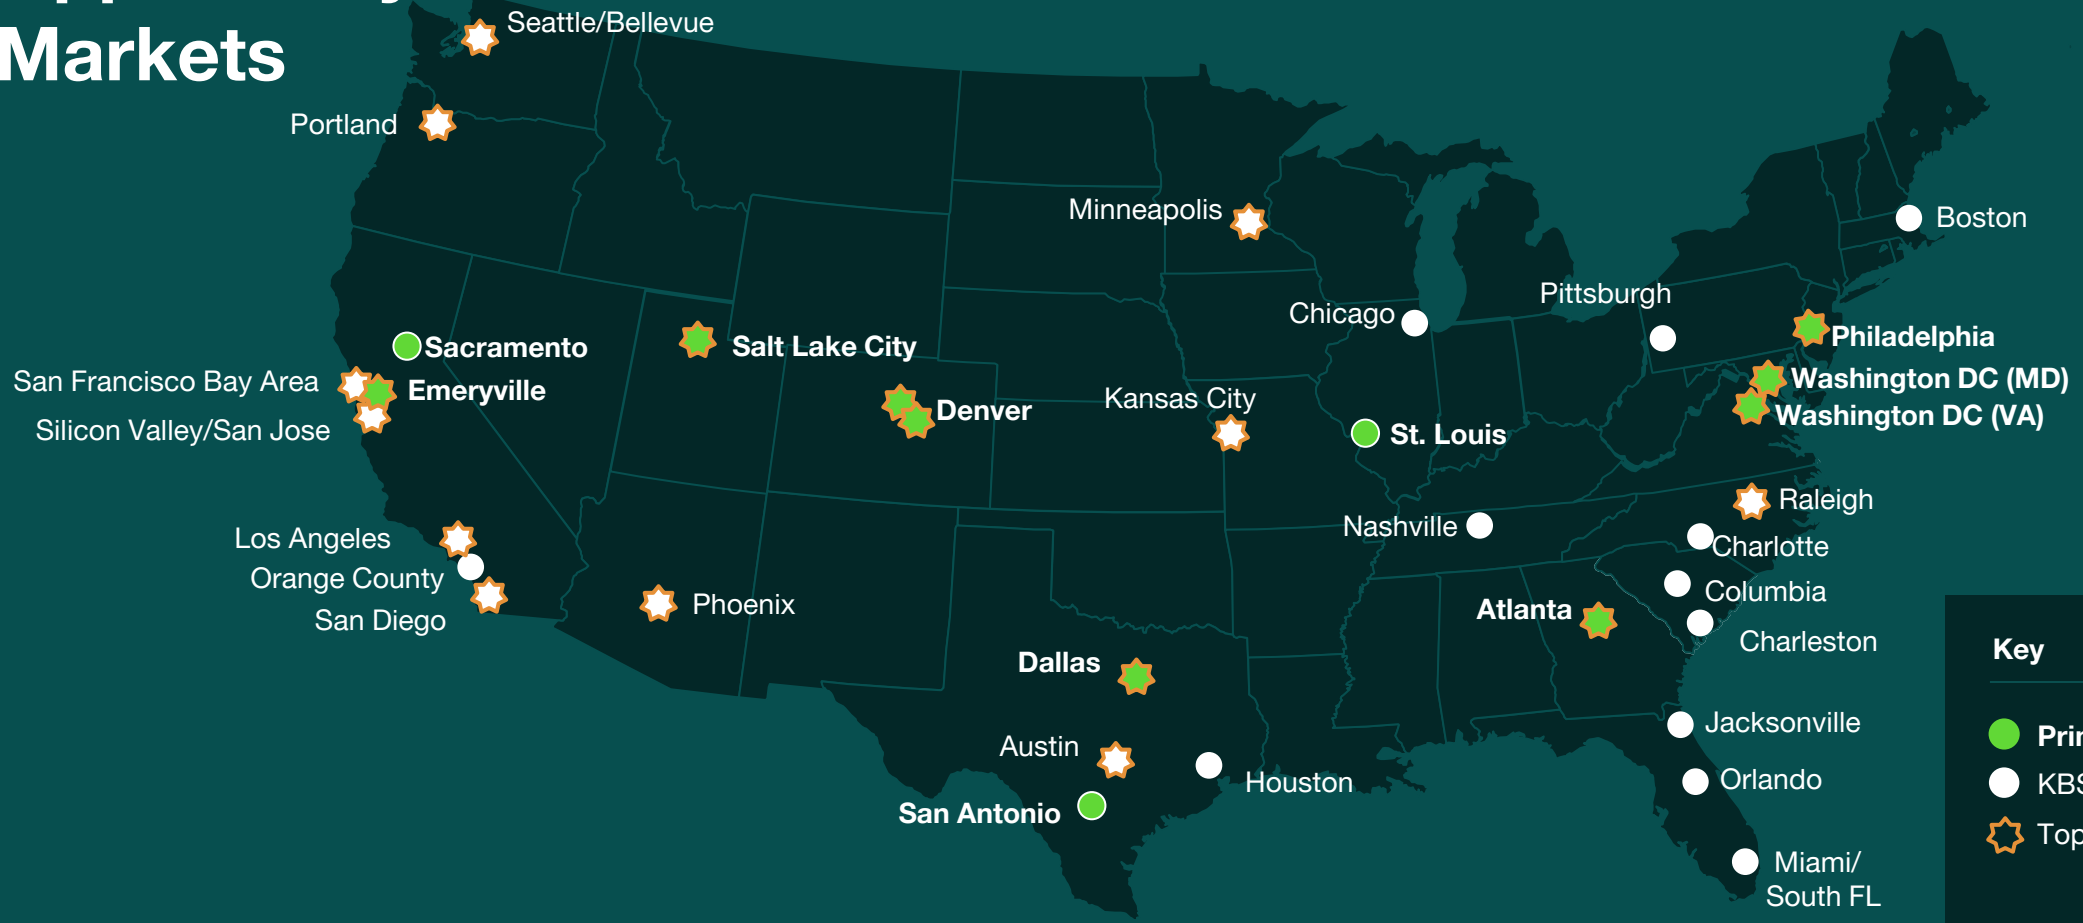 Markets
Seattle/Bellevue
Portland
Minneapolis
Boston
Pittsburgh
Chicago
Philadelphia
Sacramento
Salt Lake City
San Francisco Bay Area
Emeryville
Washington DC (MD)
Kansas City
Denver
Washington DC (VA)
Silicon Valley/San Jose
St. Louis
Raleigh
Nashville
Los Angeles
Charlotte
Orange County
Columbia
San Diego
Phoenix
Atlanta
Charleston
Key
Dallas
Jacksonville
Austin
Houston
Orlando
San Antonio
Miami/
South FL
Prin
KBS
Top